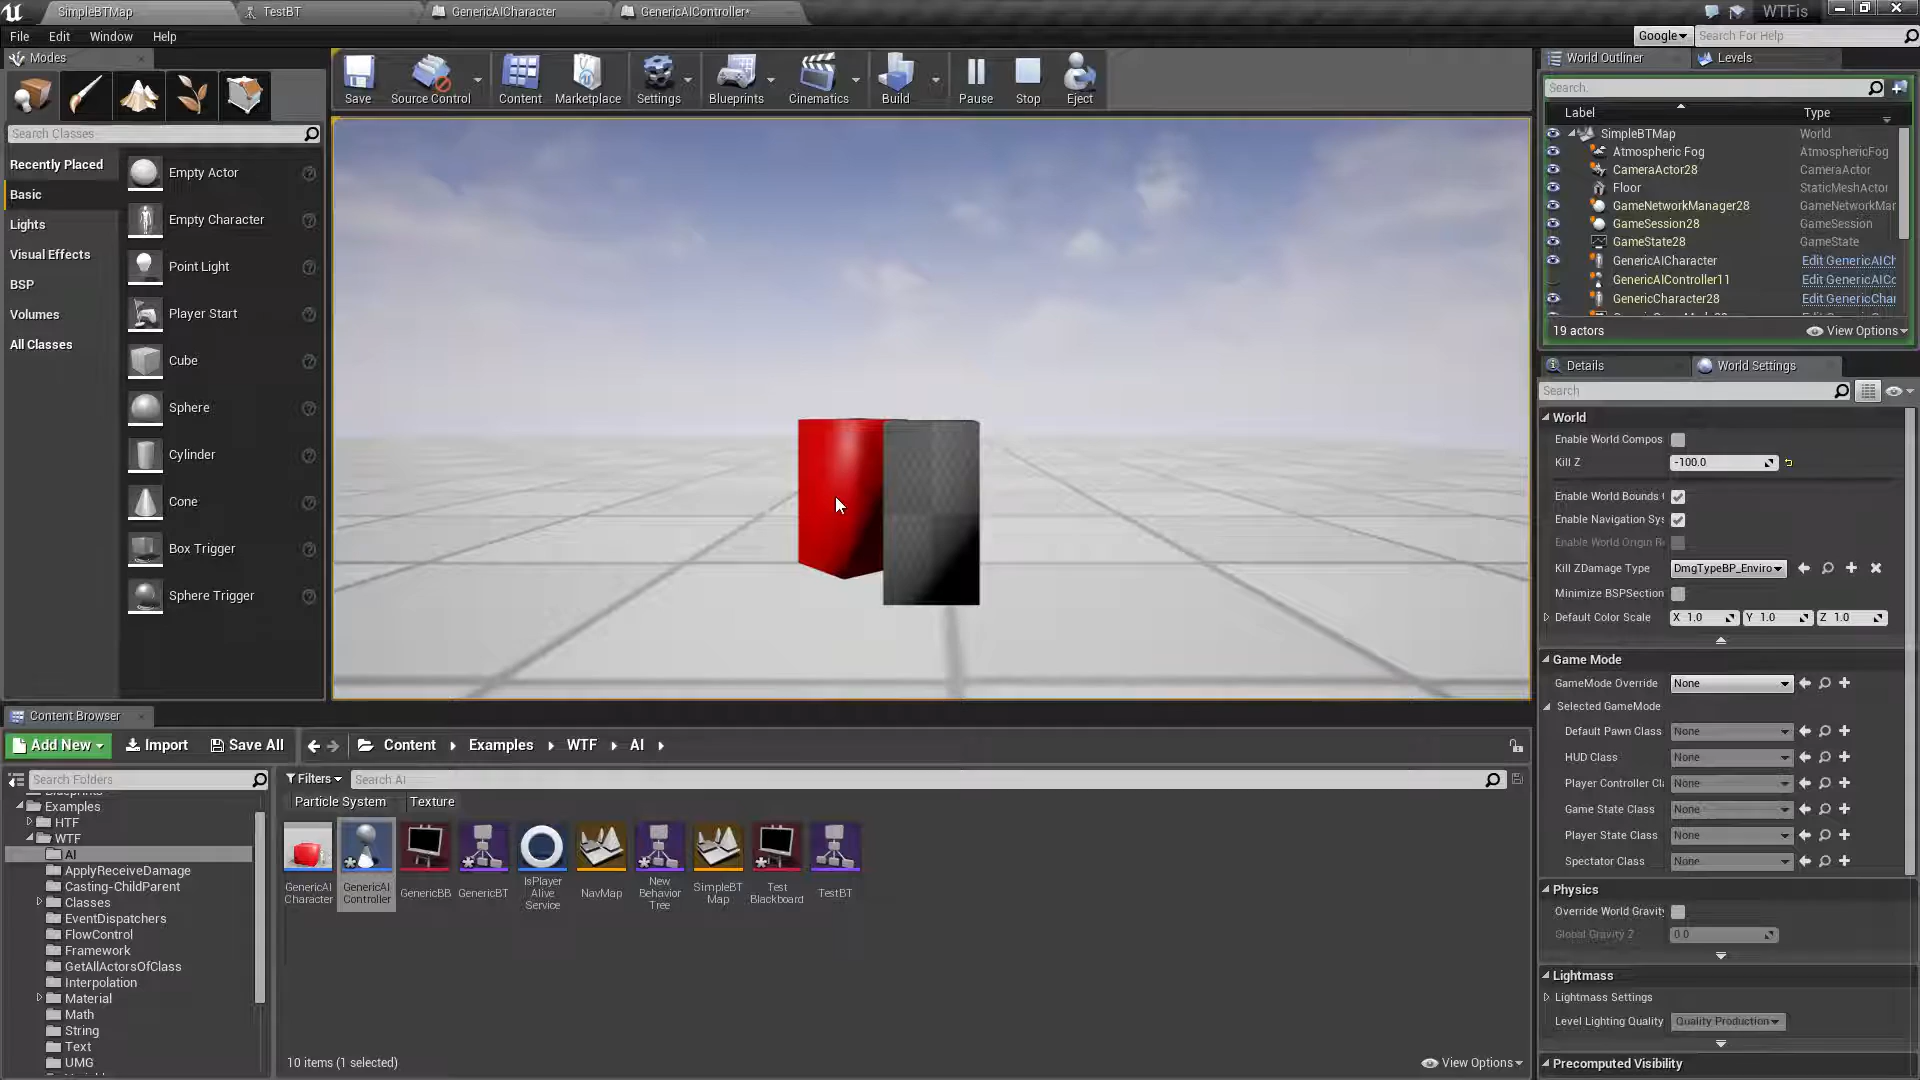 SimpleBTMap
TestBT
GenericAICharacter
GenericAIController*
WTFis
File
Edit
Window
Help
Google
Search For Help
Modes
Search Classes
Recently Placed
Basic
Lights
Visual Effects
BSP
Volumes
All Classes
Empty Actor
Empty Character
Point Light
Player Start
Cube
Sphere
Cylinder
Cone
Box Trigger
Sphere Trigger
Save
Source Control
Content
Marketplace
Settings
Blueprints
Cinematics
Build
Pause
Stop
Eject
World Outliner
Levels
Search.
Label
Type
SimpleBTMap World
Atmospheric Fog AtmosphericFog
CameraActor28 CameraActor
Floor StaticMeshActor
GameNetworkManager28 GameNetworkMar
GameSession28 GameSession
GameState28 GameState
GenericAICharacter Edit GenericAICh
GenericAIController11 Edit GenericAICo
GenericCharacter28 Edit GenericChar
19 actors
View Options
Details
World Settings
Search
World
Enable World Compos
Kill Z -100.0
Enable World Bounds
Enable Navigation Sys
Enable World Origin R
Kill ZDamage Type DmgTypeBP_Enviro
Minimize BSPSection
Default Color Scale X 1.0 Y 1.0 Z 1.0
Game Mode
GameMode Override None
Selected GameMode
Default Pawn Class None
HUD Class None
Player Controller Cl None
Game State Class None
Player State Class None
Spectator Class None
Physics
Override World Gravity
Global Gravity Z 0.0
Lightmass
Lightmass Settings
Level Lighting Quality Quality Production
Precomputed Visibility
Content Browser
Add New
Import
Save All
Content
Examples
WTF
AI
Search Folders
Examples
HTF
WTF
AI
ApplyReceiveDamage
Casting-ChildParent
Classes
EventDispatchers
FlowControl
Framework
GetAllActorsOfClass
Interpolation
Material
Math
String
Text
UMG
Filters
Search AI
Particle System
Texture
GenericAI
Character
GenericAI
Controller
GenericBB
GenericBT
IsPlayer
Alive
Service
NavMap
New
Behavior
Tree
SimpleBT
Map
Test
Blackboard
TestBT
10 items (1 selected)
View Options